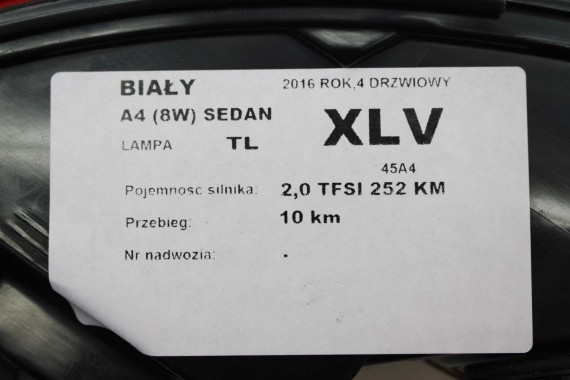 BIAŁY 2016 ROK,4 DRZWIOWY
A4 (8W) SEDAN XLV
LAMPA TL
45A4
Pojemnosc silnika: 2,0 TFSI 252 KM
Przebieg: 10 km
Nr nadwozia: .